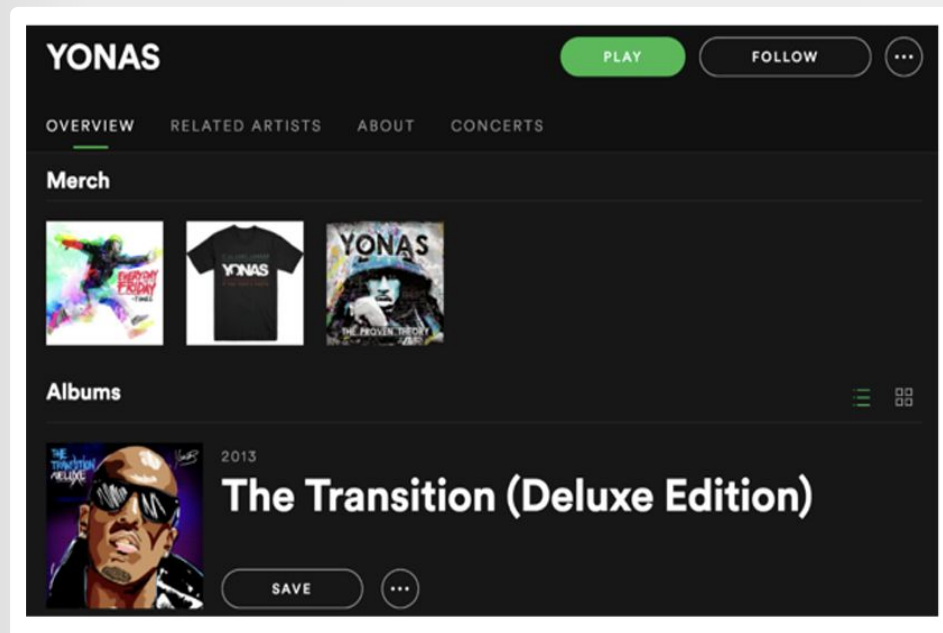 YONAS
PLAY
FOLLOW
OVERVIEW RELATED ARTISTS ABOUT CONCERTS
Merch
EVERYDAY
FRIDAY
YONAS
YONAS
THE PROVEN THEORY
Albums
THE
TRANSITION
DELUXE
2013
The Transition (Deluxe Edition)
SAVE